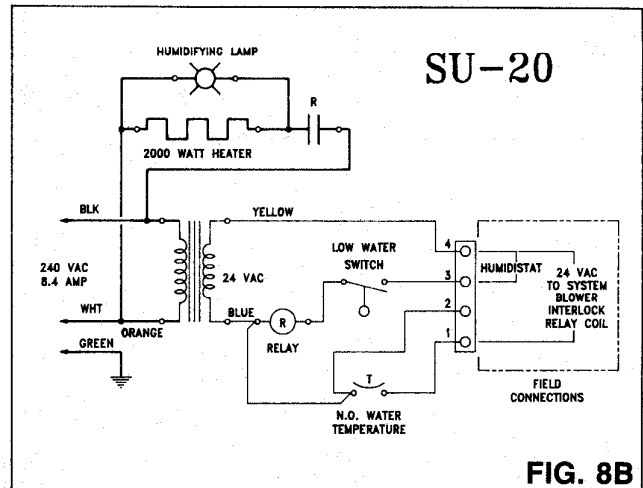 HUMIDIFYING LAMP
SU-20
R
2000 WATT HEATER
BLK
YELLOW
4
LOW WATER
SWITCH
HUMIDISTAT
24 VAC
TO SYSTEM
BLOWER
INTERLOCK
RELAY COIL
240 VAC
8.4 AMP
24 VAC
3
2
WHT
BLUE
R
1
ORANGE
RELAY
GREEN
T
FIELD
CONNECTIONS
N.O. WATER
TEMPERATURE
FIG. 8B